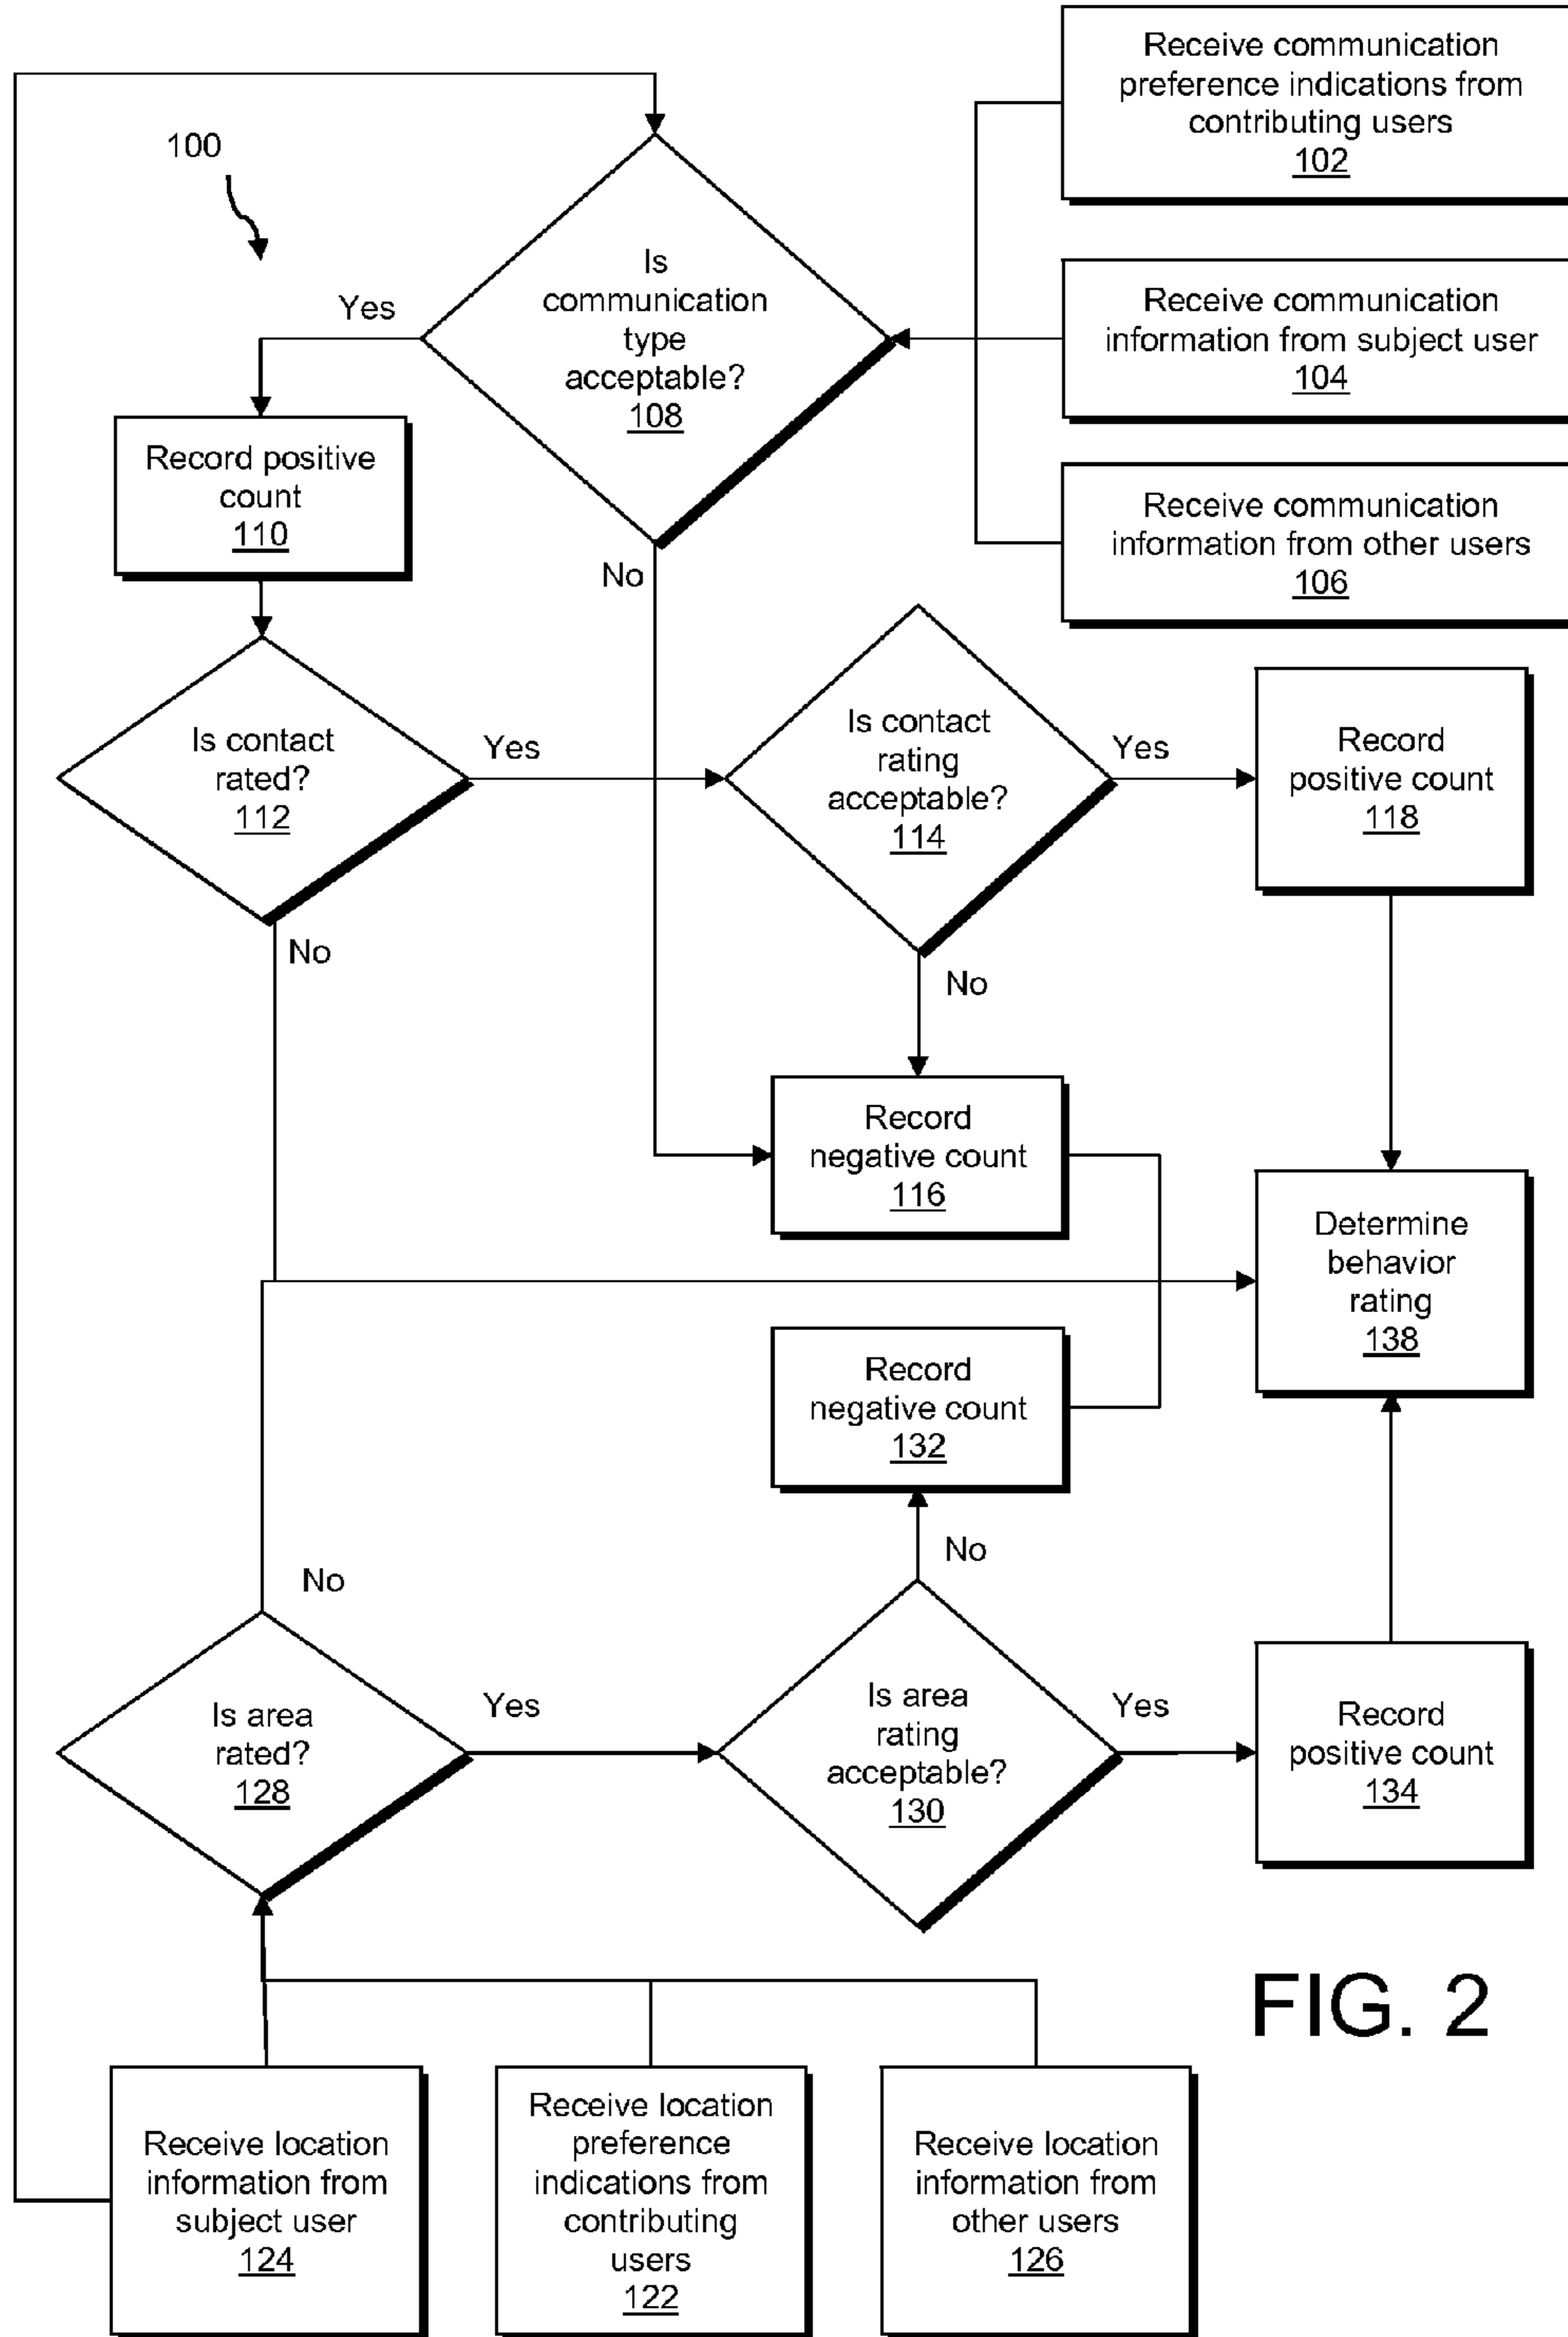 Receive communication
preference indications from
contributing users
102
100
Is
communication
type
acceptable?
108
Yes
No
Receive communication
information from subject user
104
Record positive
count
110
Receive communication
information from other users
106
Is contact
rated?
112
Yes
No
Is contact
rating
acceptable?
114
Yes
No
Record
positive count
118
Record
negative count
116
Determine
behavior
rating
138
Record
negative count
132
No
No
Is area
rated?
128
Yes
Is area
rating
acceptable?
130
Yes
Record
positive count
134
FIG. 2
Receive location
information from
subject user
124
Receive location
preference
indications from
contributing
users
122
Receive location
information from
other users
126